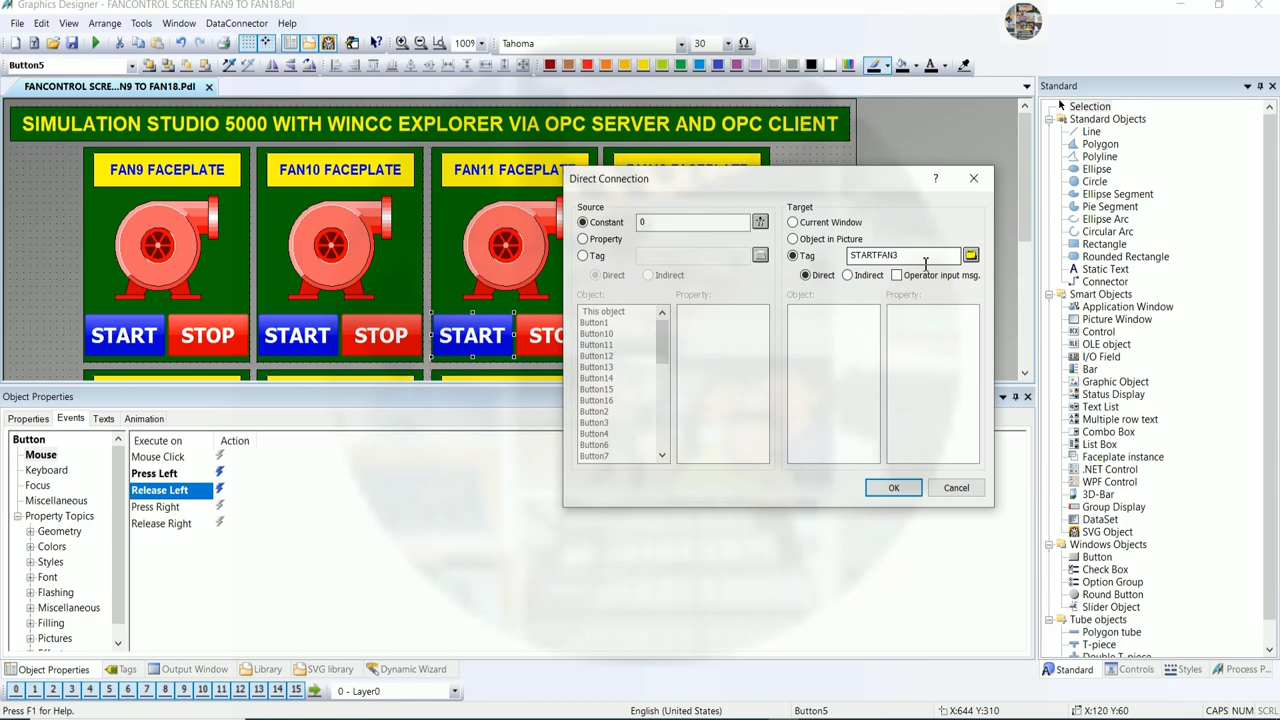 Graphics Designer - FANCONTROL SCREEN FAN9 TO FAN18.Pdl
File Edit View Arrange Tools Window DataConnector Help
100% Tahoma 30 Ω
Button5
FANCONTROL SCRE...N9 TO FAN18.Pdl
SIMULATION STUDIO 5000 WITH WINCC EXPLORER VIA OPC SERVER AND OPC CLIENT
FAN9 FACEPLATE
FAN10 FACEPLATE
FAN11 FACEPLATE
START STOP
START STOP
START
Direct Connection
Source
Constant 0
Property
Tag
Direct Indirect
Object: Property:
This object
Button1
Button10
Button11
Button12
Button13
Button14
Button15
Button16
Button2
Button3
Button4
Button6
Button7
Target
Current Window
Object in Picture
Tag STARTFAN3
Direct Indirect Operator input msg.
Object: Property:
OK Cancel
Object Properties
Properties Events Texts Animation
Button
Mouse
Keyboard
Focus
Miscellaneous
Property Topics
Geometry
Colors
Styles
Font
Flashing
Miscellaneous
Filling
Pictures
Execute on Action
Mouse Click
Press Left
Release Left
Press Right
Release Right
Object Properties Tags Output Window Library SVG library Dynamic Wizard
0 1 2 3 4 5 6 7 8 9 10 11 12 13 14 15 0 - Layer0
Press F1 for Help. English (United States) Button5 X:644 Y:310 X:120 Y:60 CAPS NUM SCRL
Standard
Selection
Standard Objects
Line
Polygon
Polyline
Ellipse
Circle
Ellipse Segment
Pie Segment
Ellipse Arc
Circular Arc
Rectangle
Rounded Rectangle
Static Text
Connector
Smart Objects
Application Window
Picture Window
Control
OLE object
I/O Field
Bar
Graphic Object
Status Display
Text List
Multiple row text
Combo Box
List Box
Faceplate instance
.NET Control
WPF Control
3D-Bar
Group Display
DataSet
SVG Object
Windows Objects
Button
Check Box
Option Group
Round Button
Slider Object
Tube objects
Polygon tube
T-piece
Standard Controls Styles Process P...